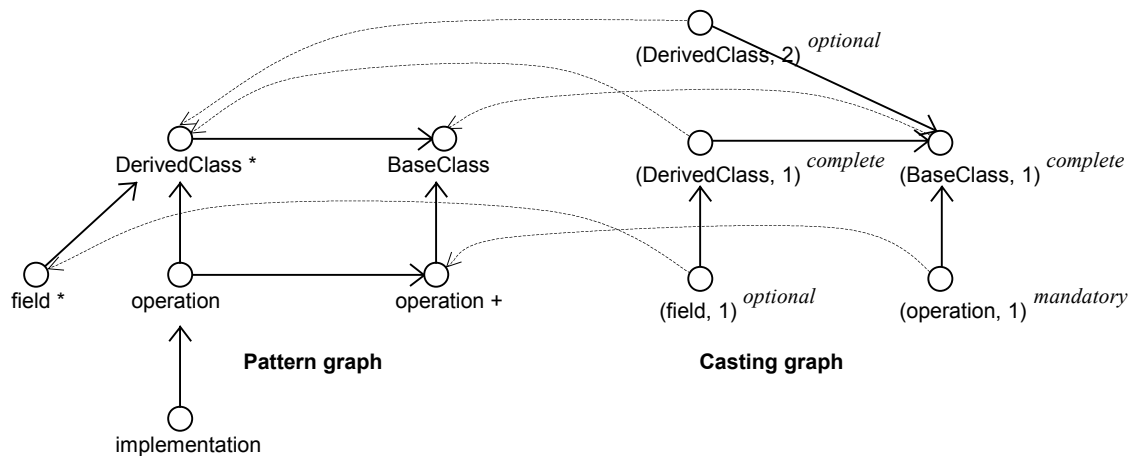 (DerivedClass, 2) optional
DerivedClass *
BaseClass
(DerivedClass, 1) complete
(BaseClass, 1) complete
field *
operation
operation +
(field, 1) optional
(operation, 1) mandatory
Pattern graph
Casting graph
implementation